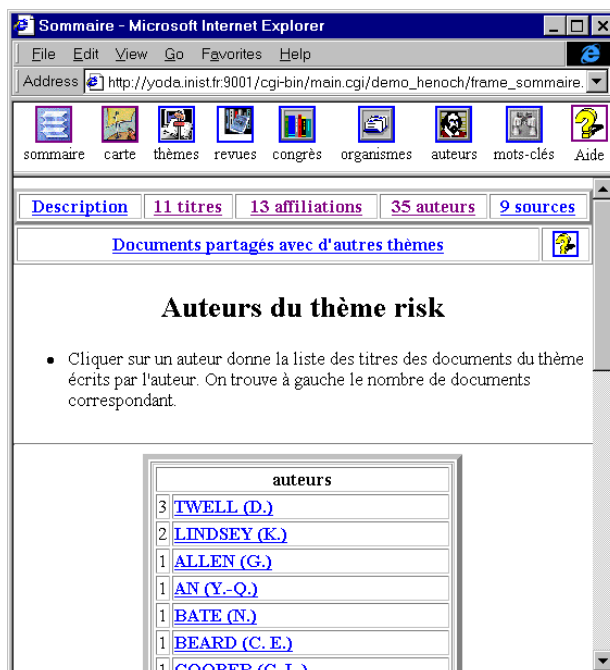 Sommaire - Microsoft Internet Explorer
File Edit View Go Favorites Help
Address http://yoda.inist.fr:9001/cgi-bin/main.cgi/demo_henoch/frame_sommaire.
sommaire carte thèmes revues congrès organismes auteurs mots-clés Aide
Description 11 titres 13 affiliations 35 auteurs 9 sources
Documents partagés avec d'autres thèmes
Auteurs du thème risk
• Cliquer sur un auteur donne la liste des titres des documents du thème
écrits par l'auteur. On trouve à gauche le nombre de documents
correspondant.
auteurs
3 TWELL (D.)
2 LINDSEY (K.)
1 ALLEN (G.)
1 AN (Y.-Q.)
1 BATE (N.)
1 BEARD (C. E.)
1 COOPER (C. L.)